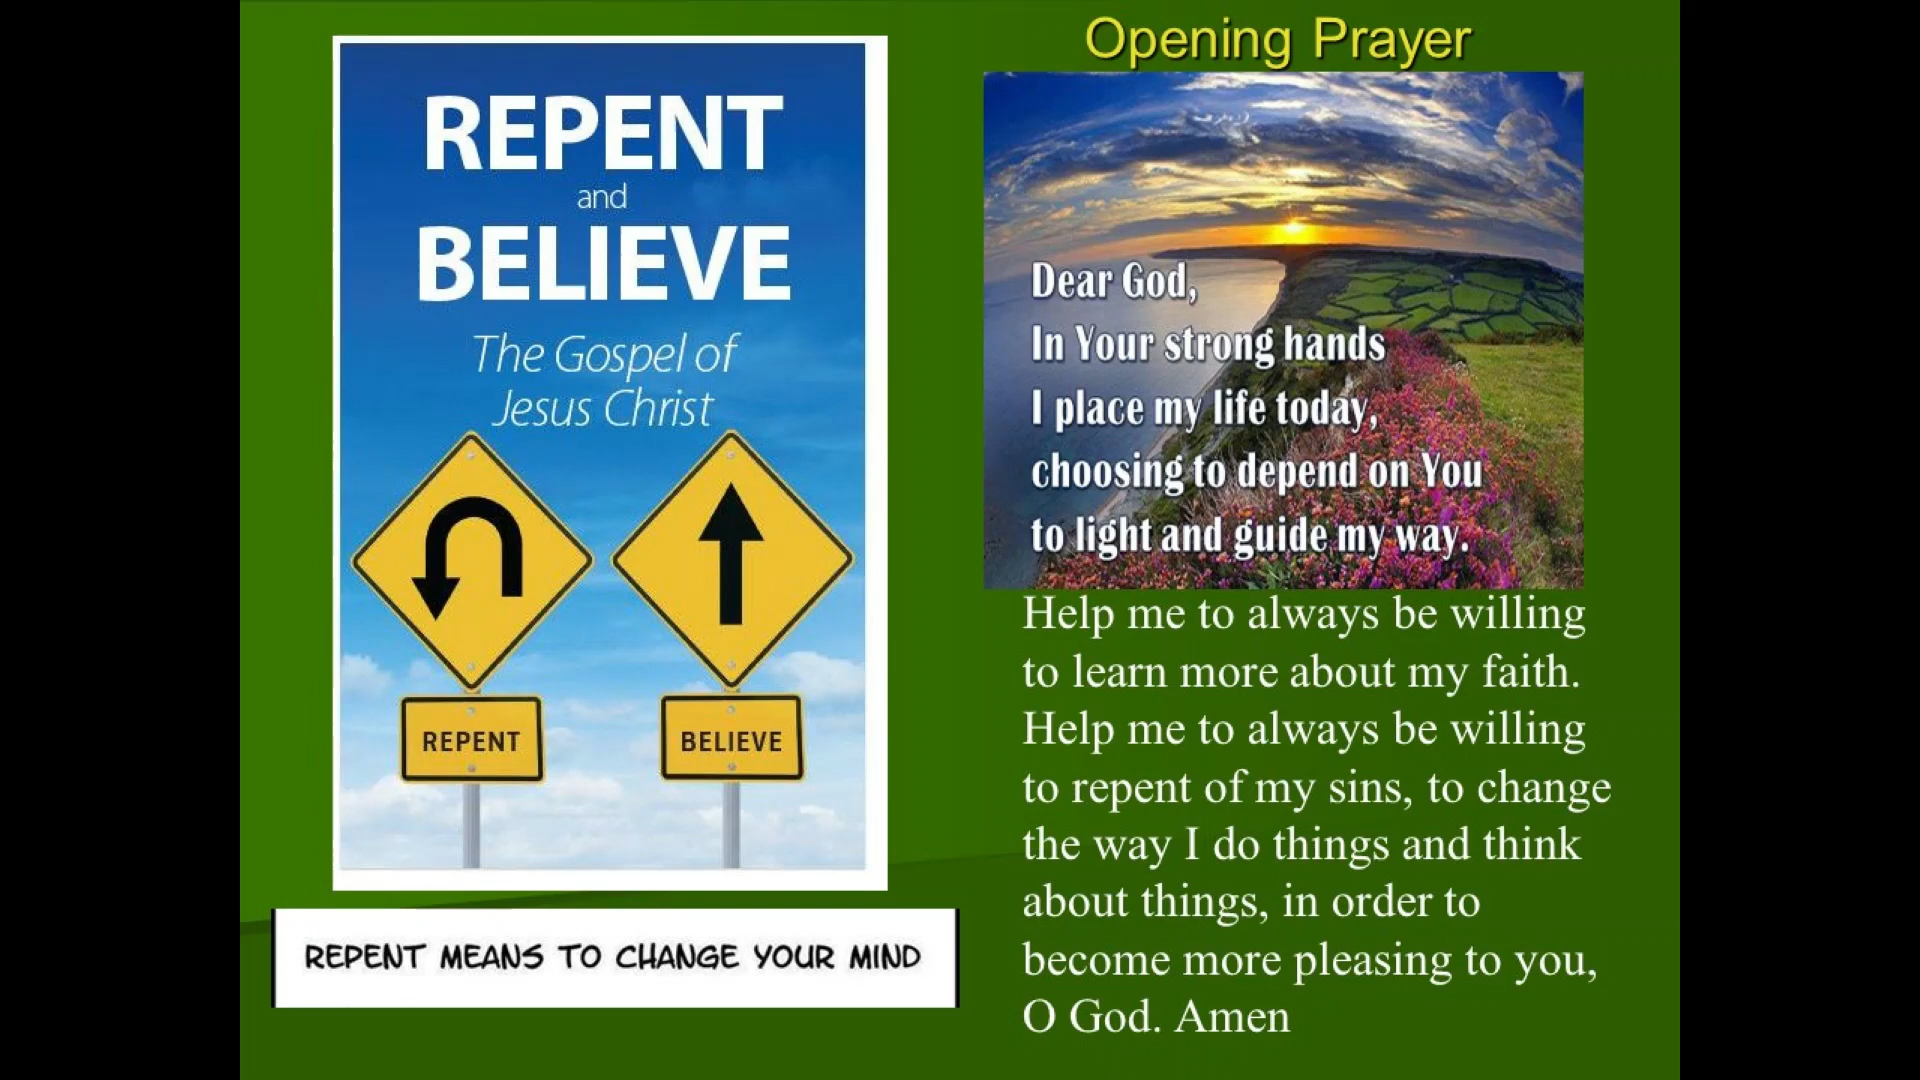 REPENT
and
BELIEVE
The Gospel of
Jesus Christ
REPENT
BELIEVE
REPENT MEANS TO CHANGE YOUR MIND
Opening Prayer
Dear God,
In Your strong hands
I place my life today,
choosing to depend on You
to light and guide my way.
Help me to always be willing
to learn more about my faith.
Help me to always be willing
to repent of my sins, to change
the way I do things and think
about things, in order to
become more pleasing to you,
O God. Amen